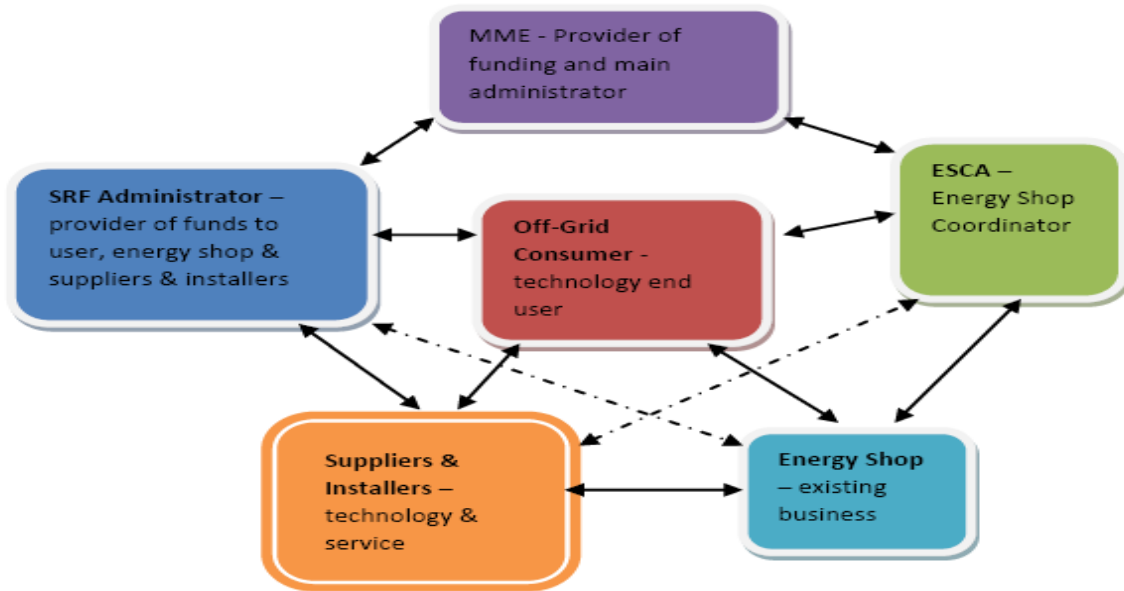 MME - Provider of
funding and main
administrator
SRF Administrator –
provider of funds to
user, energy shop &
suppliers & installers
Off-Grid
Consumer -
technology end
user
ESCA –
Energy Shop
Coordinator
Suppliers &
Installers –
technology &
service
Energy Shop
– existing
business